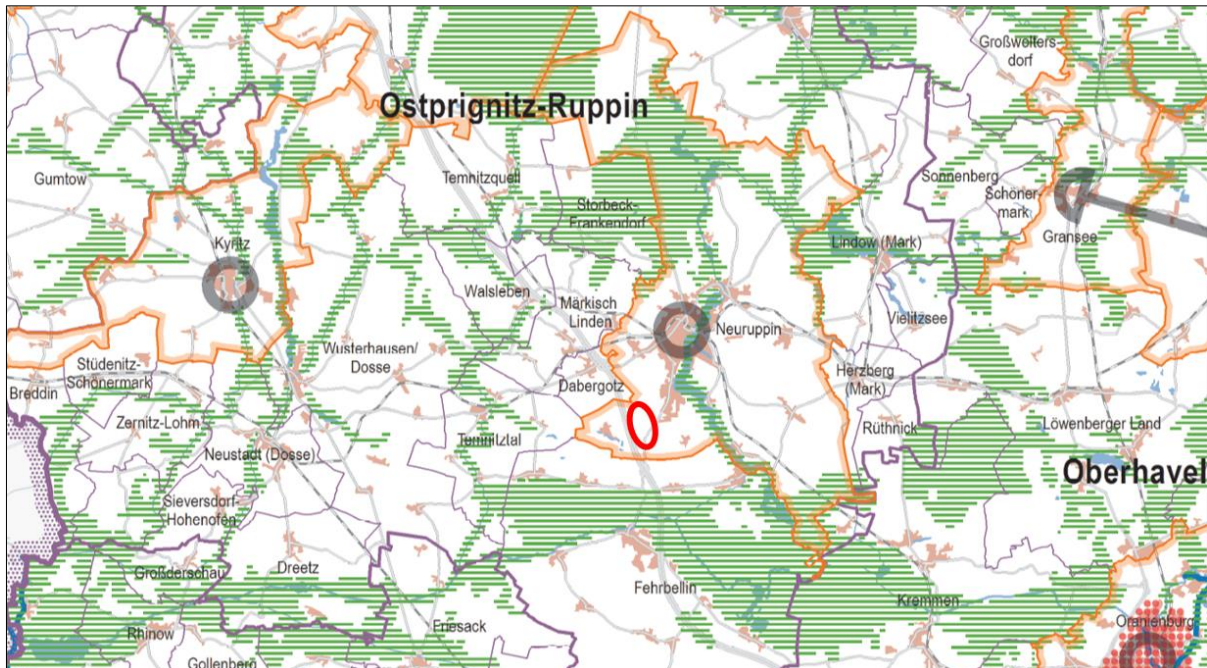 Großwolters-
dorf
Ostprignitz-Ruppin
Gumtow
Temnitzquell
Sonnenberg
Schöner-
mark
Storbeck-
Frankendorf
Gransee
Kyritz
Lindow (Mark)
Walsleben
Märkisch
Linden
Vielitzsee
Neuruppin
Wusterhausen/
Dosse
Stüdenitz-
Schönermark
Breddin
Dabergotz
Herzberg
(Mark)
Zernitz-Lohm
Rüthnick
Löwenberger Land
Temnitztal
Neustadt (Dosse)
Oberhavel
Sieversdorf-
Hohenofen
Großderschau
Dreetz
Fehrbellin
Kremmen
Oranienburg
Rhinow
Friesack
Gollenberg